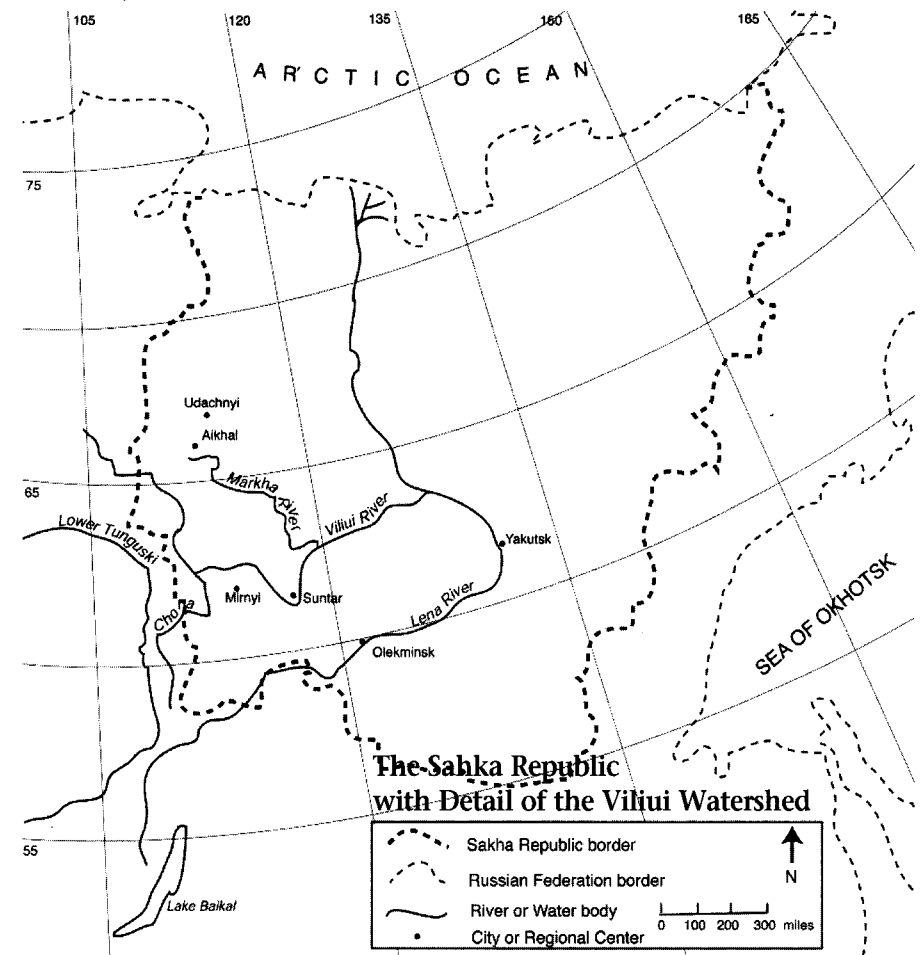 105
120
135
160
165
ARCTIC OCEAN
75
Udachnyi
Aikhal
65
Markha River
Viliui River
Lower Tunguski
Yakutsk
Mirnyi
Suntar
Chona
Lena River
Olekminsk
SEA OF OKHOTSK
The Sahka Republic
with Detail of the Viliui Watershed
55
Sakha Republic border
Russian Federation border
River or Water body
City or Regional Center
N
0 100 200 300 miles
Lake Baikal